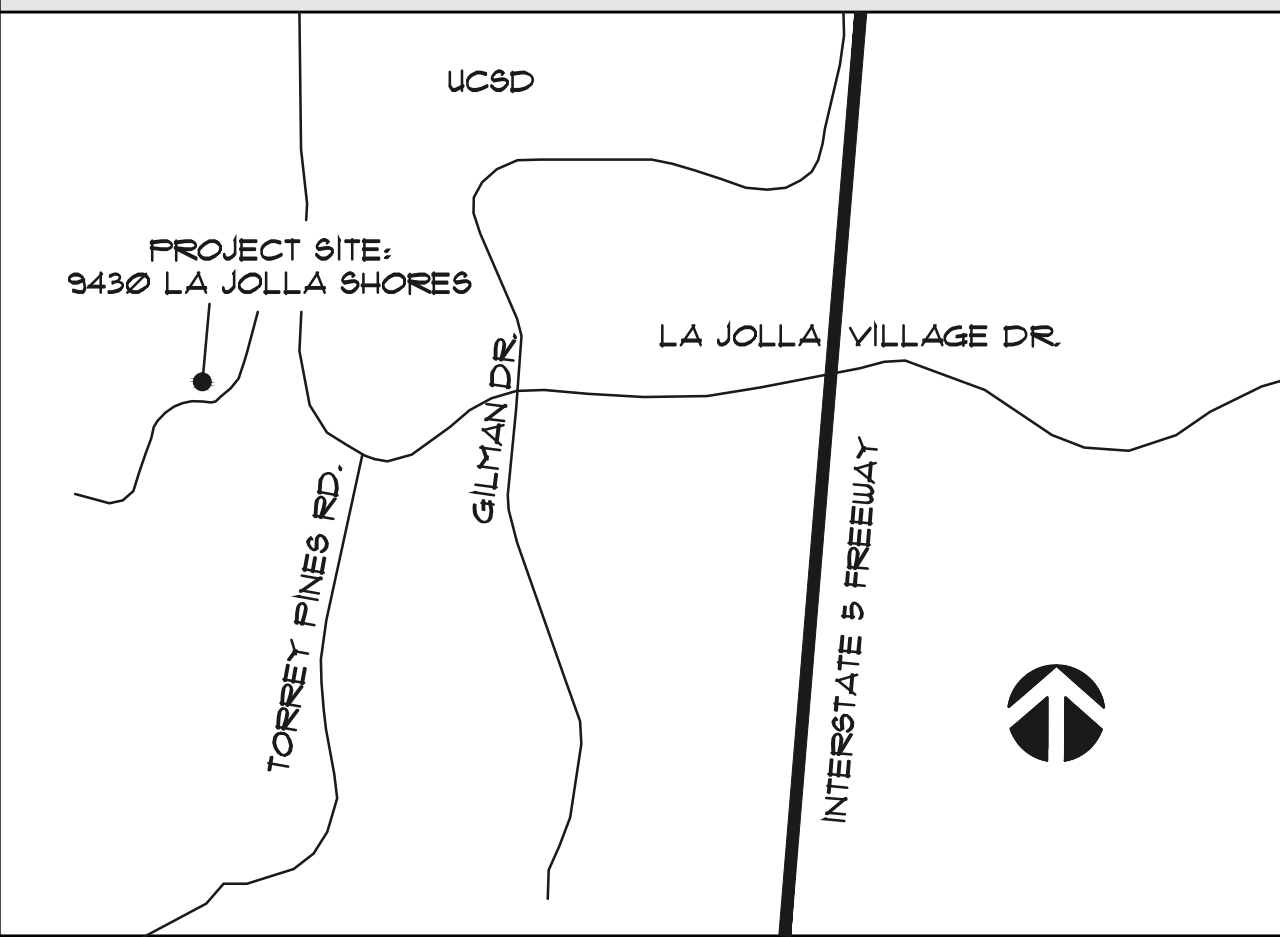 UCSD
PROJECT SITE:
9430 LA JOLLA SHORES
LA JOLLA VILLAGE DR.
GILMAN DR.
TORREY PINES RD.
INTERSTATE 5 FREEWAY